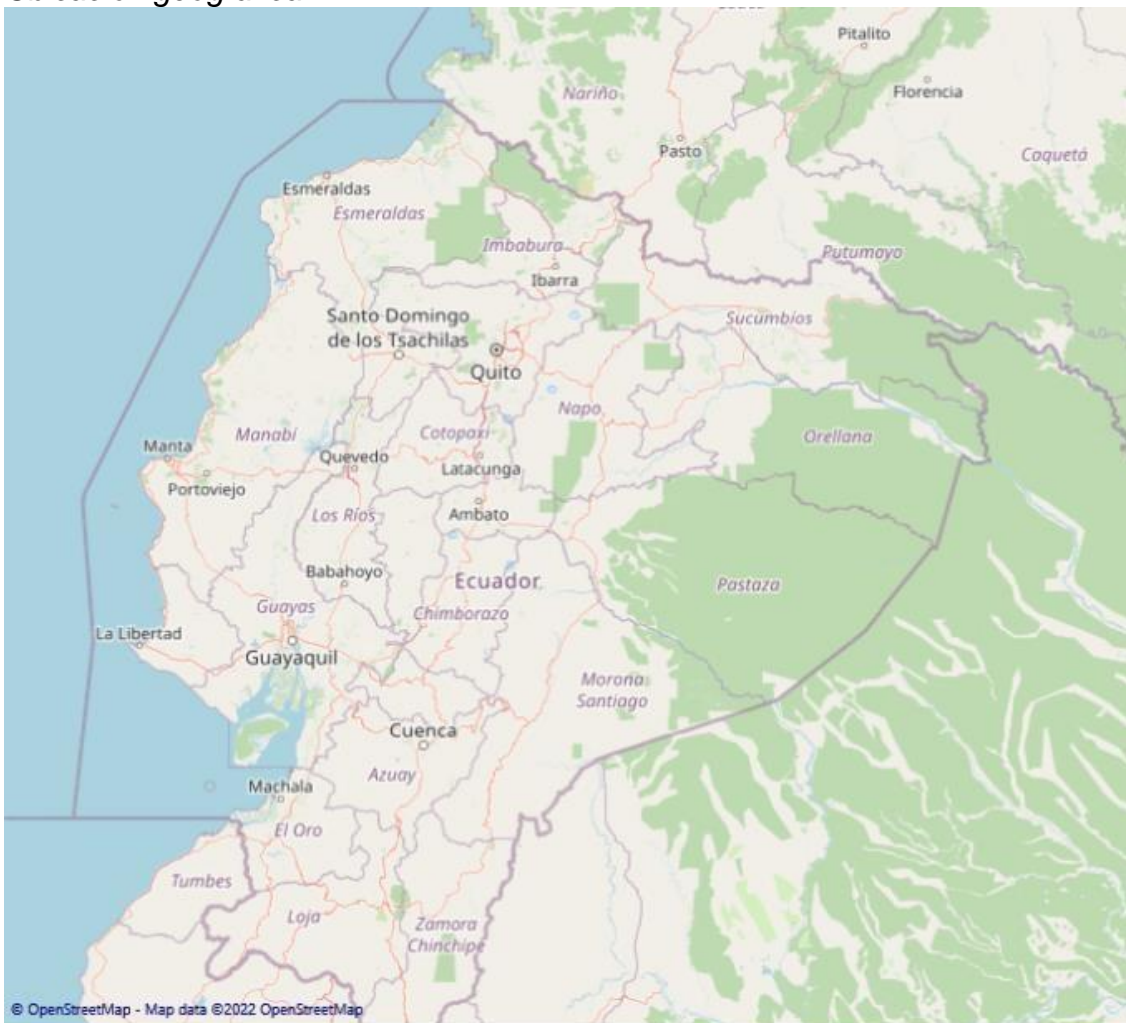 Pitalito
Florencia
Nariño
Pasto
Caquetá
Esmeraldas
Esmeraldas
Imbabura
Putumayo
Ibarra
Santo Domingo
de los Tsachilas
Sucumbíos
Quito
Napo
Manabí
Cotopaxi
Orellana
Manta
Quevedo
Latacunga
Portoviejo
Los Ríos
Ambato
Babahoyo
Ecuador
Pastaza
Guayas
Chimborazo
La Libertad
Guayaquil
Morona
Santiago
Cuenca
Azuay
Machala
El Oro
Tumbes
Loja
Zamora
Chinchipe
© OpenStreetMap - Map data ©2022 OpenStreetMap